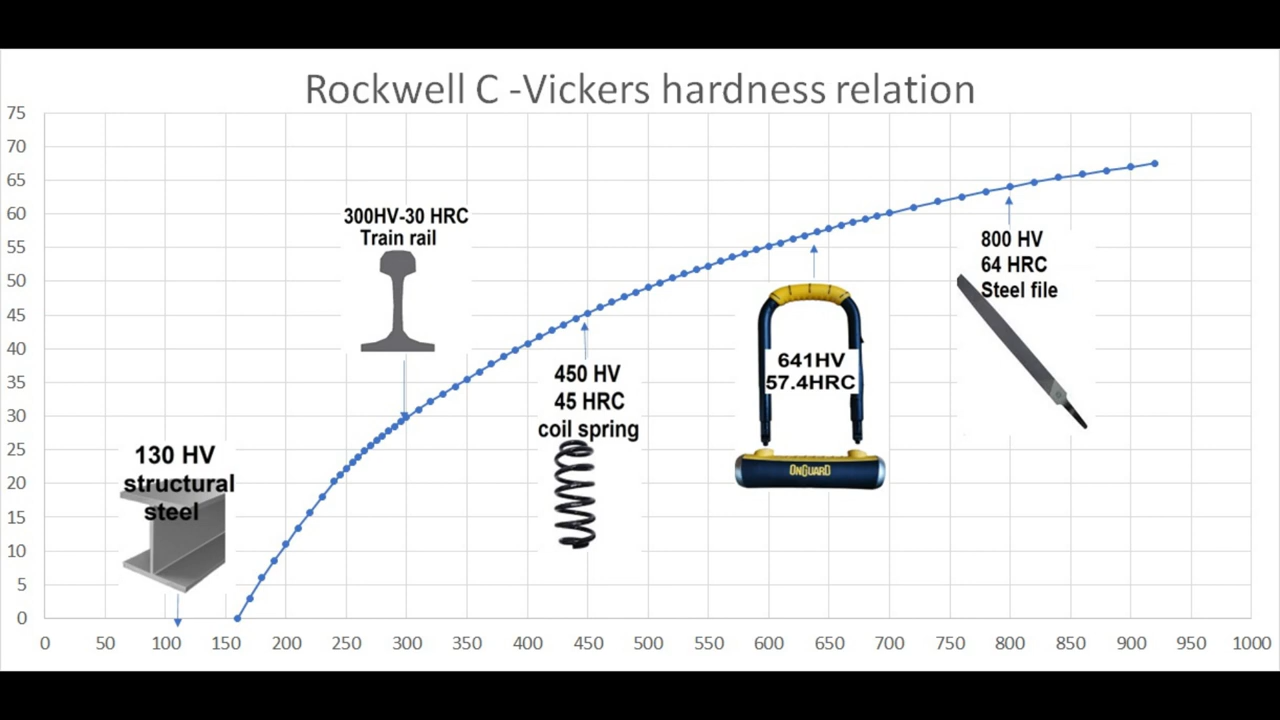 Rockwell C -Vickers hardness relation
75
70
65
60
55
50
45
40
35
30
25
20
15
10
5
0
300HV-30 HRC
Train rail
130 HV
structural
steel
450 HV
45 HRC
coil spring
641HV
57.4HRC
ONGUARD
800 HV
64 HRC
Steel file
0 50 100 150 200 250 300 350 400 450 500 550 600 650 700 750 800 850 900 950 1000